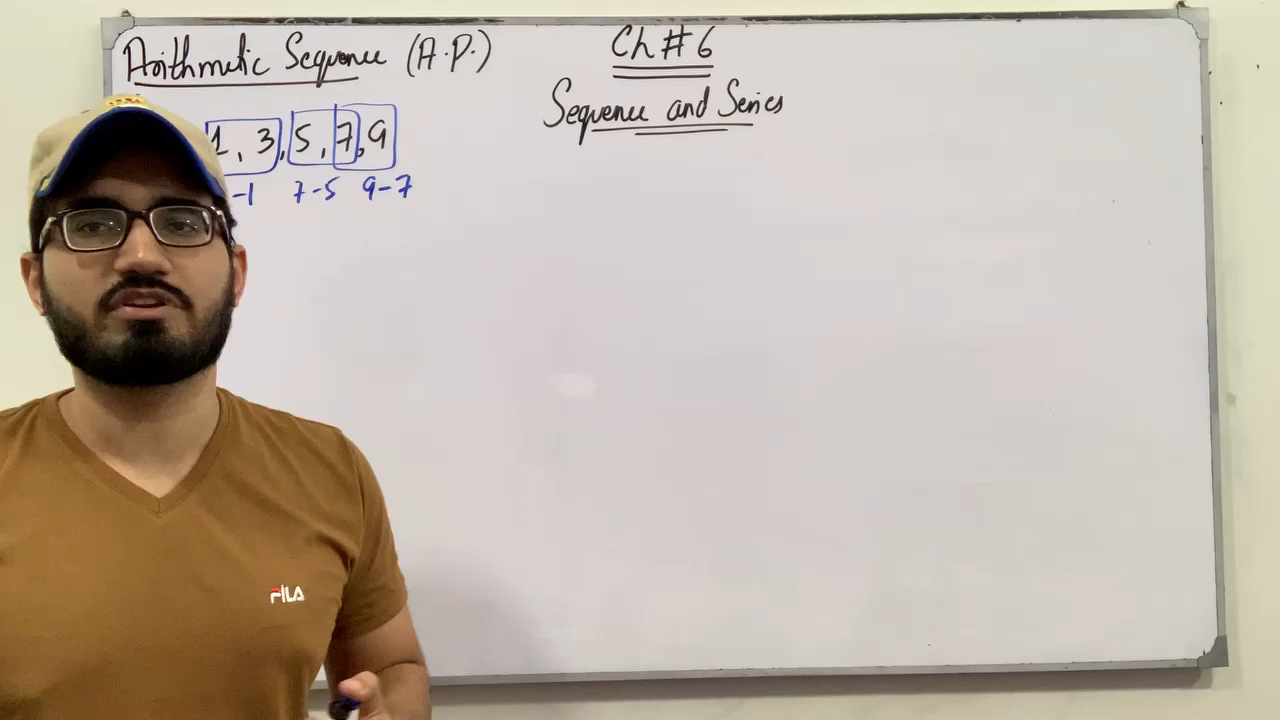 Arithmetic Sequence (A.P.)
Ch # 6
Sequence and Series
1, 3, 5, 7, 9
-1 7-5 9-7
FILA